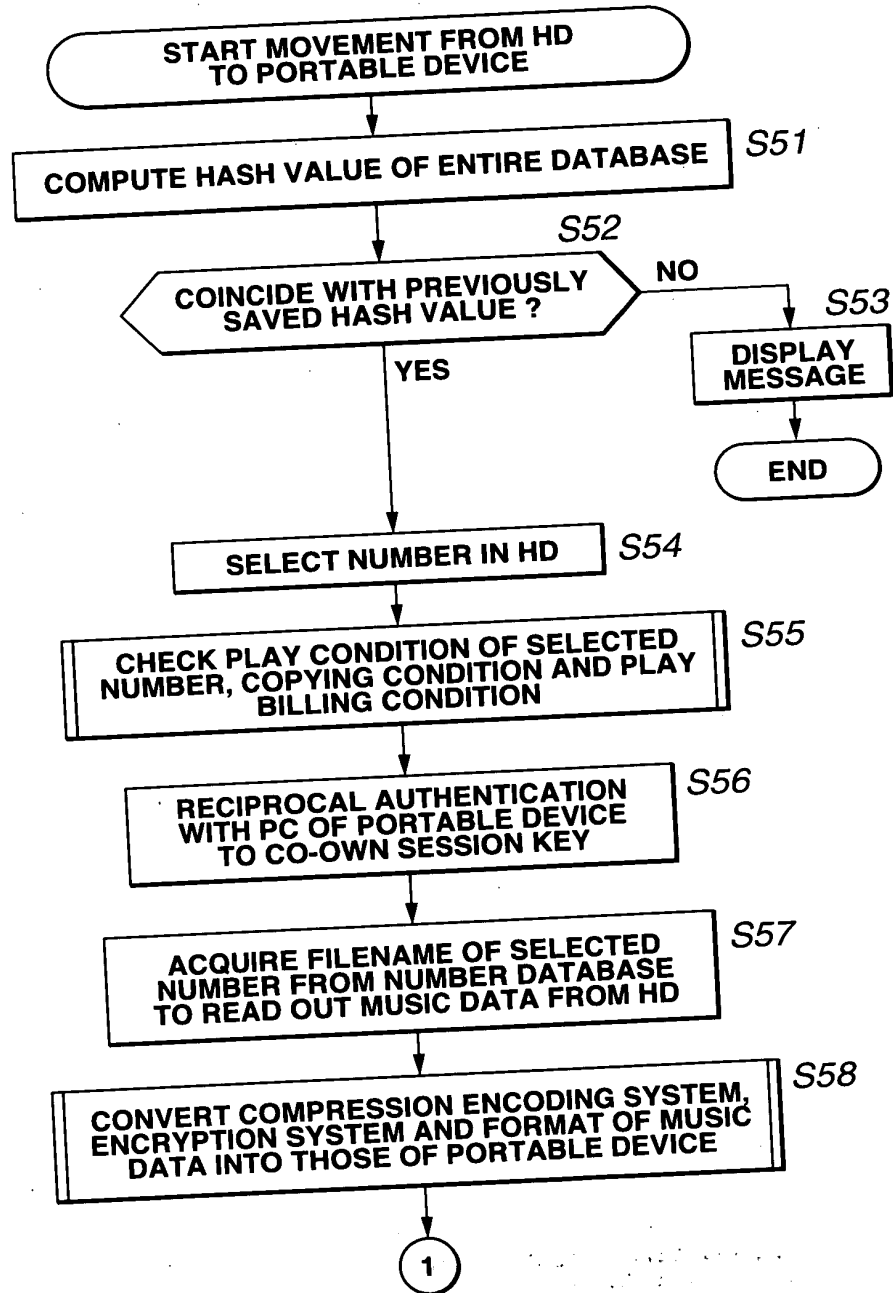 START MOVEMENT FROM HD
TO PORTABLE DEVICE
COMPUTE HASH VALUE OF ENTIRE DATABASE
S51
S52
COINCIDE WITH PREVIOUSLY
SAVED HASH VALUE ?
NO
S53
DISPLAY
MESSAGE
YES
END
SELECT NUMBER IN HD
S54
CHECK PLAY CONDITION OF SELECTED
NUMBER, COPYING CONDITION AND PLAY
BILLING CONDITION
S55
RECIPROCAL AUTHENTICATION
WITH PC OF PORTABLE DEVICE
TO CO-OWN SESSION KEY
S56
ACQUIRE FILENAME OF SELECTED
NUMBER FROM NUMBER DATABASE
TO READ OUT MUSIC DATA FROM HD
S57
CONVERT COMPRESSION ENCODING SYSTEM,
ENCRYPTION SYSTEM AND FORMAT OF MUSIC
DATA INTO THOSE OF PORTABLE DEVICE
S58
1